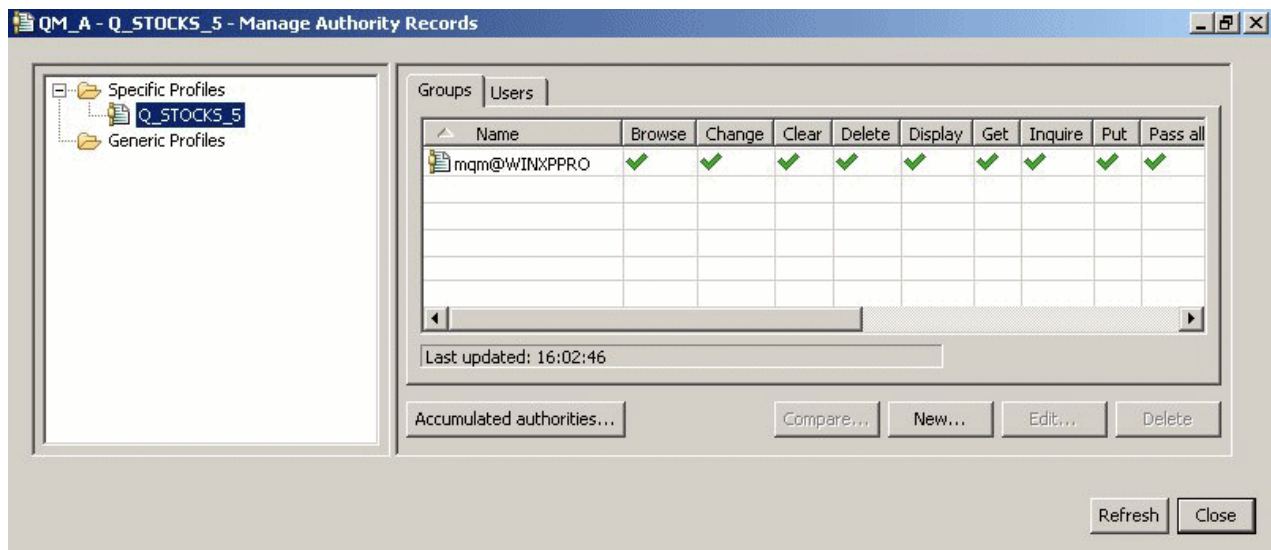 QM_A - Q_STOCKS_5 - Manage Authority Records
Specific Profiles
Q_STOCKS_5
Generic Profiles
Groups Users
Name Browse Change Clear Delete Display Get Inquire Put Pass all
mqm@WINXPPRO
Last updated: 16:02:46
Accumulated authorities... Compare... New... Edit... Delete
Refresh Close